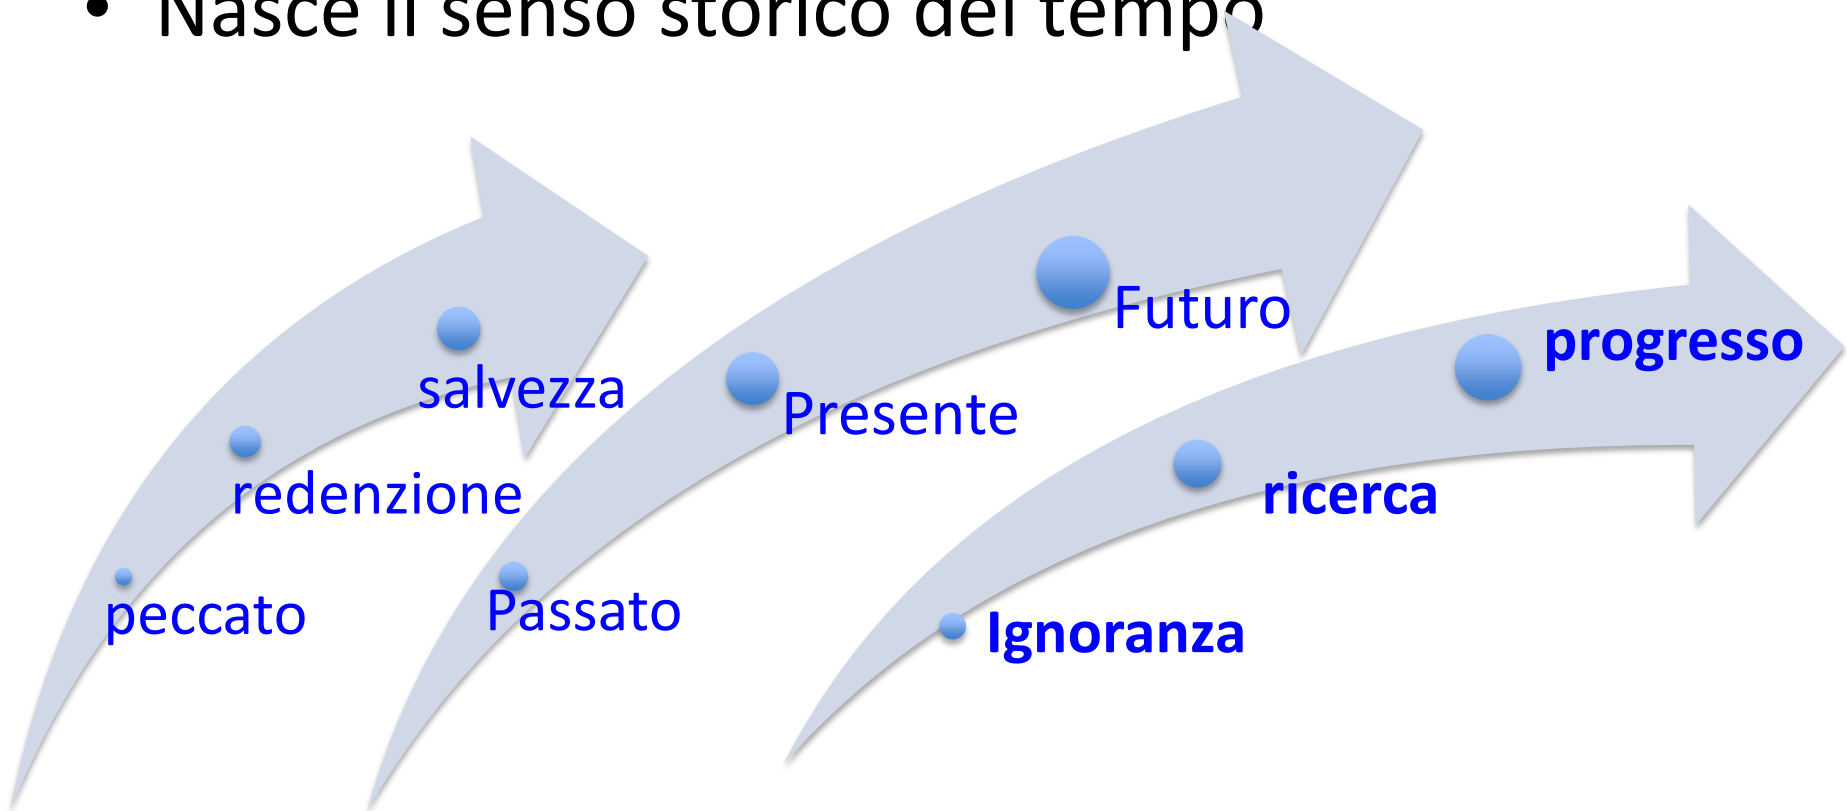 • Nasce il senso storico del tempo
salvezza
redenzione
peccato
Futuro
Presente
Passato
progresso
ricerca
Ignoranza